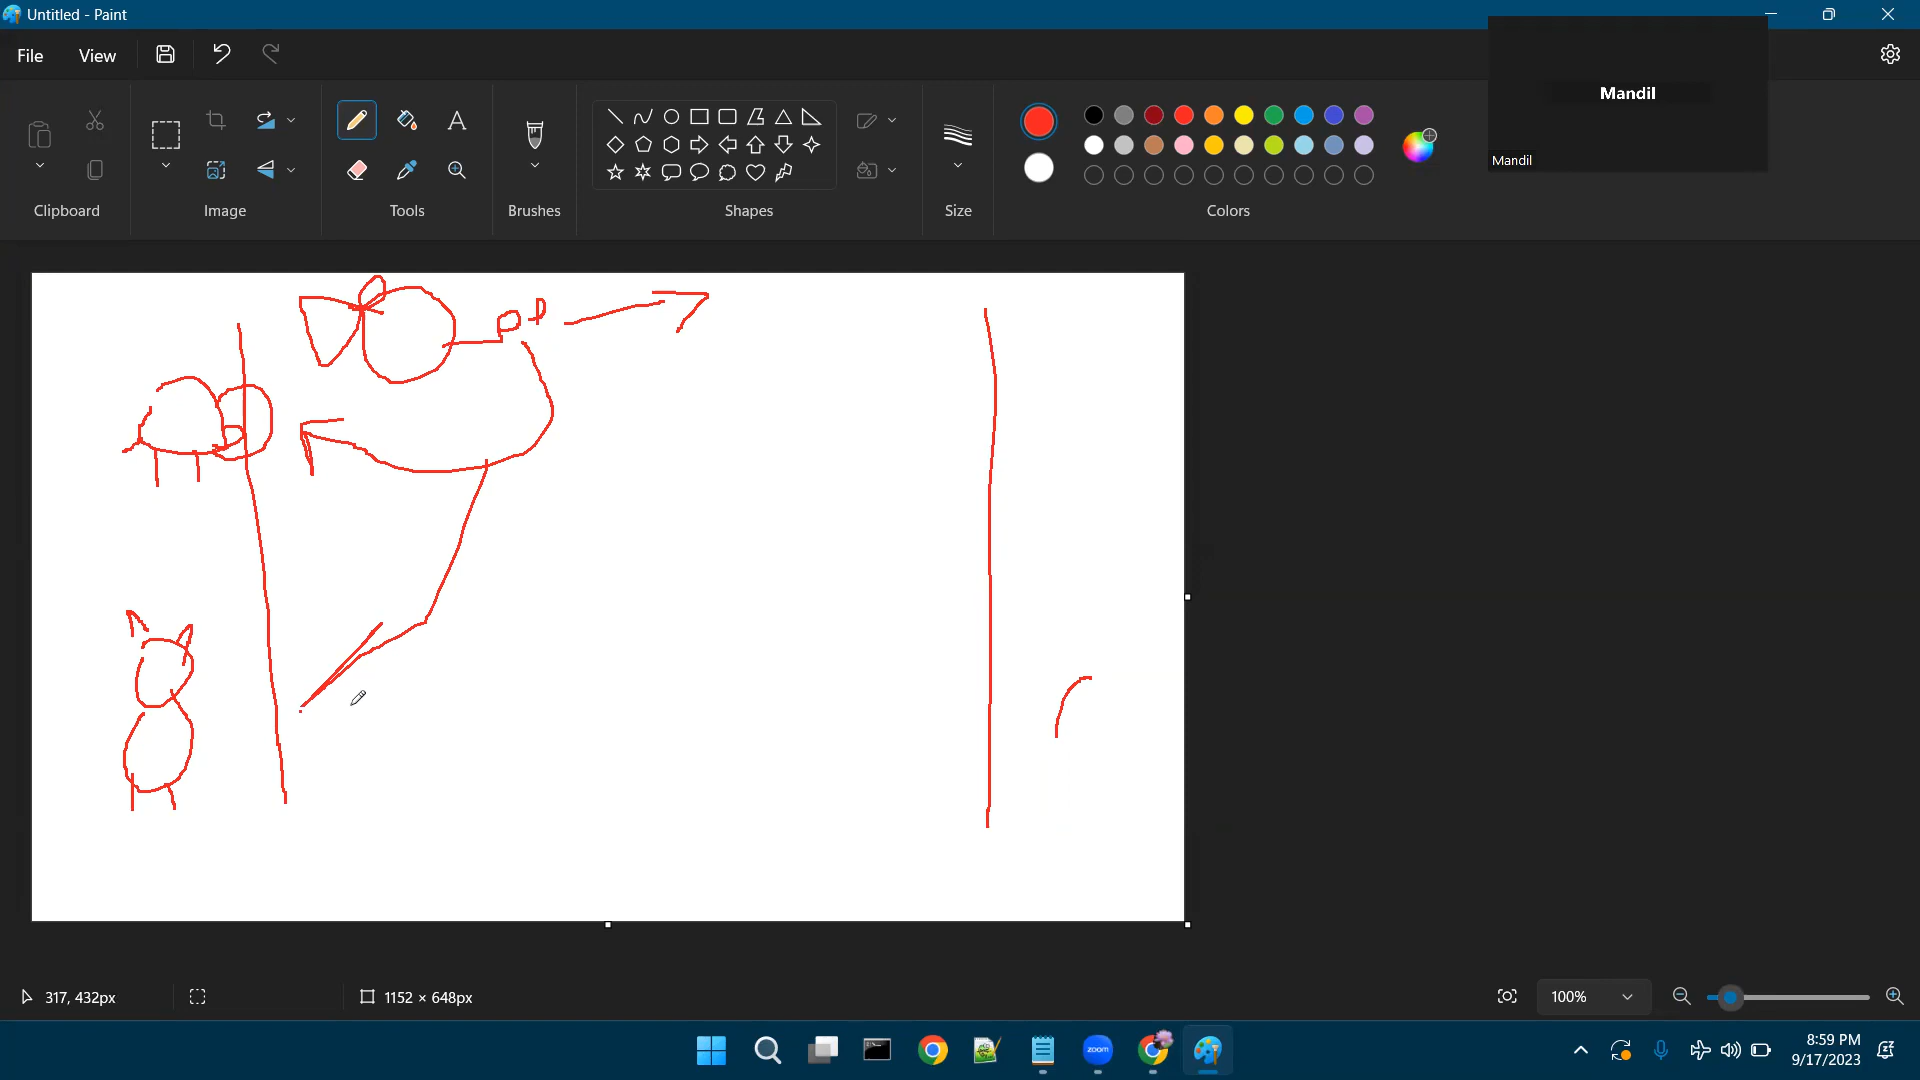 Untitled - Paint
File
View
Mandil
Mandil
Clipboard
Image
Tools
Brushes
Shapes
Size
Colors
317, 432px
1152 × 648px
100%
zoom
8:59 PM
9/17/2023